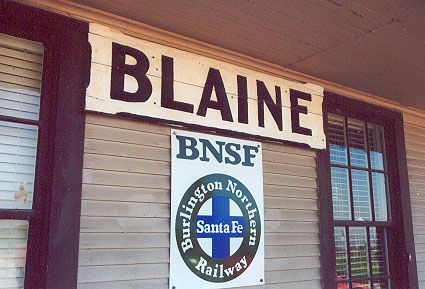 BLAINE
BNSF
Burlington Northern
Santa Fe
Railway